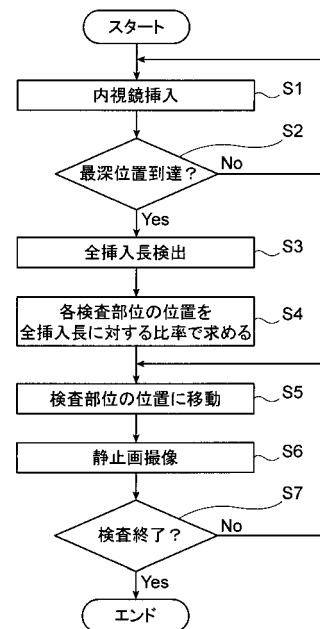 スタート
内視鏡挿入
S1
S2
最深位置到達？
No
Yes
全挿入長検出
S3
各検査部位の位置を
全挿入長に対する比率で求める
S4
検査部位の位置に移動
S5
静止画撮像
S6
S7
検査終了？
No
Yes
エンド